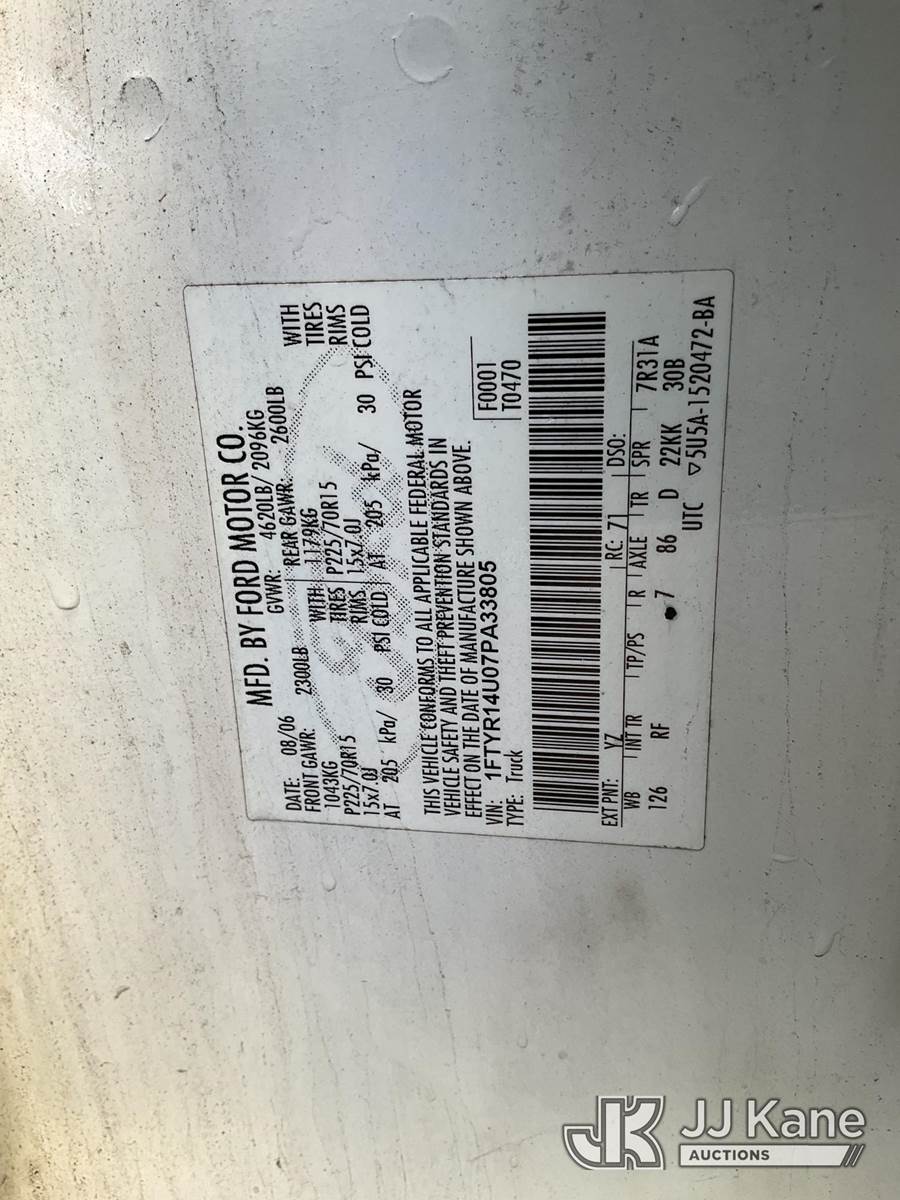 MFD. BY FORD MOTOR CO.
DATE: 08/06 GVWR: 4620LB/ 2096KG
FRONT GAWR: 2300LB REAR GAWR: 2600LB
1043KG WITH 1179KG WITH
P225/70R15 TIRES P225/70R15 TIRES
15x7.0J RIMS 15x7.0J RIMS
AT 205 kPa/ 30 PSI COLD AT 205 kPa/ 30 PSI COLD
THIS VEHICLE CONFORMS TO ALL APPLICABLE FEDERAL MOTOR
VEHICLE SAFETY AND THEFT PREVENTION STANDARDS IN
EFFECT ON THE DATE OF MANUFACTURE SHOWN ABOVE.
VIN: 1FTYR14U07PA33805 F0001
TYPE: Truck T0470
EXT PNT: YZ RC: 71 DSO:
WB INT TR TP/PS R AXLE TR SPR 7R31A
126 RF 7 86 D 22KK 30B
UTC ▽5U5A-1520472-BA
JK JJ Kane
AUCTIONS